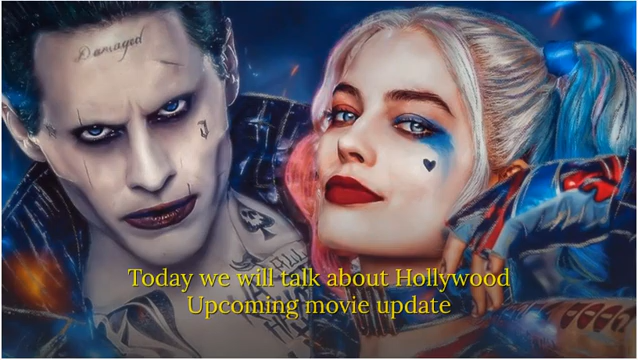 Damaged
J
Today we will talk about Hollywood
Upcoming movie update